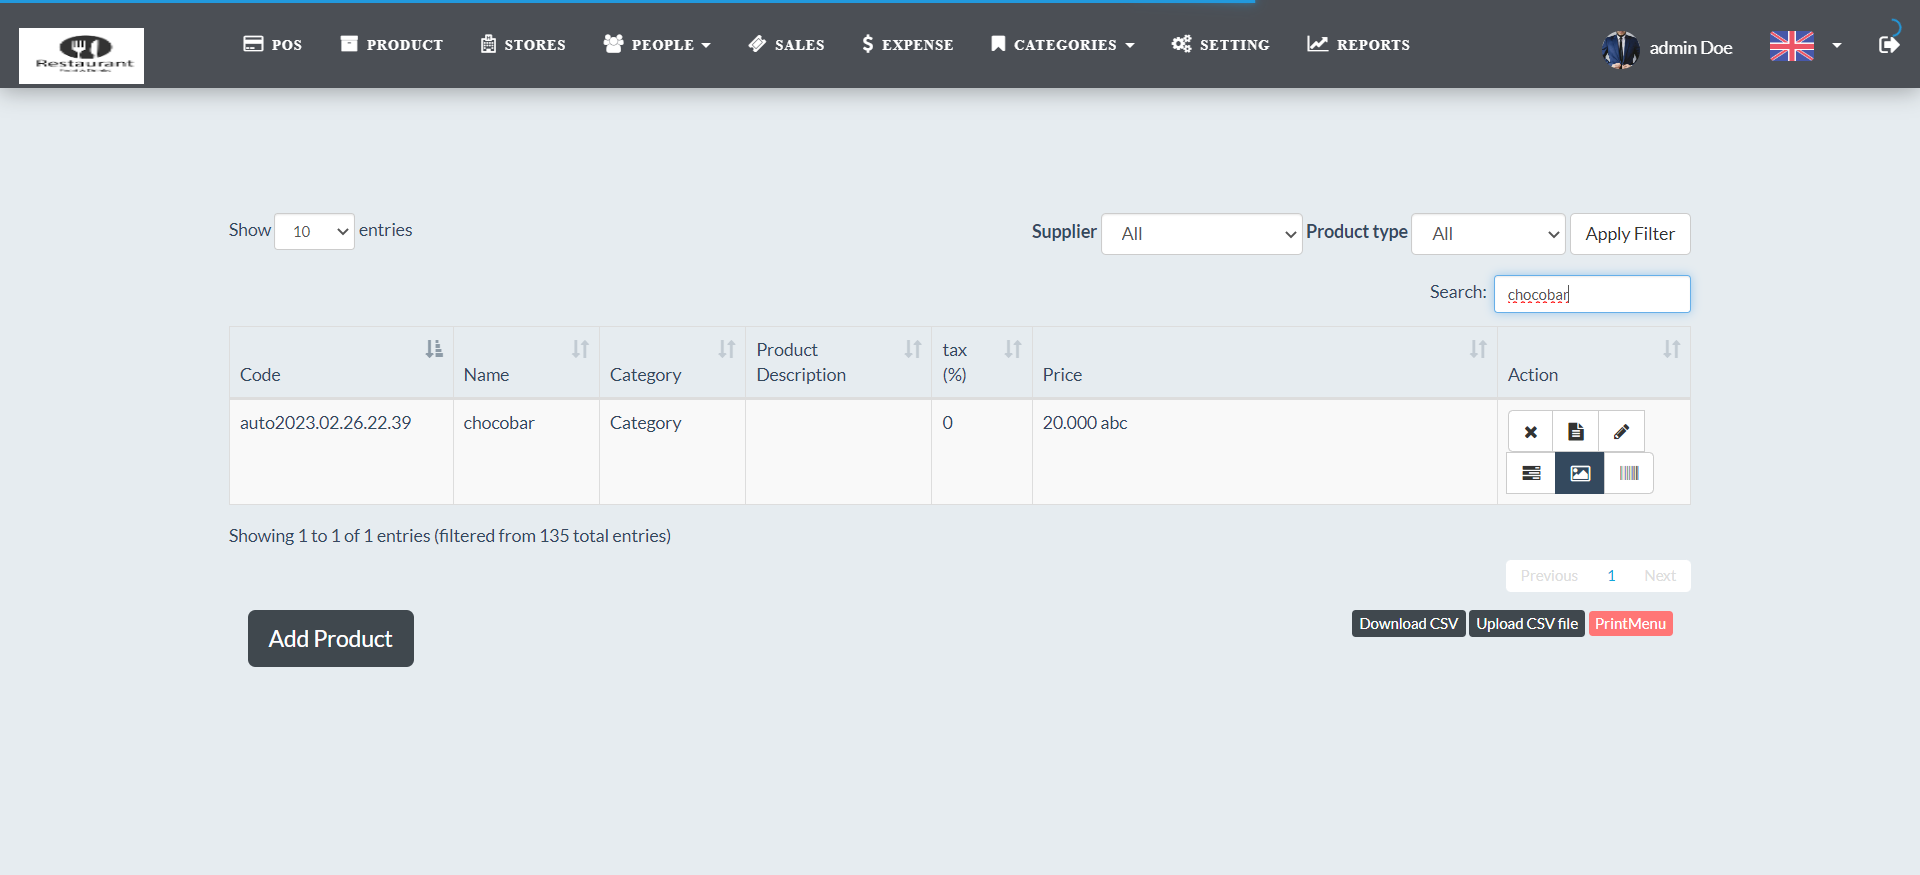 Restaurant
POS PRODUCT STORES PEOPLE SALES EXPENSE CATEGORIES SETTING REPORTS
admin Doe
Show 10 entries
Supplier All Product type All Apply Filter
Search: chocobar
Code Name Category Product Description tax (%) Price Action
auto2023.02.26.22.39 chocobar Category 0 20.000 abc
Showing 1 to 1 of 1 entries (filtered from 135 total entries)
Previous 1 Next
Add Product
Download CSV Upload CSV file PrintMenu